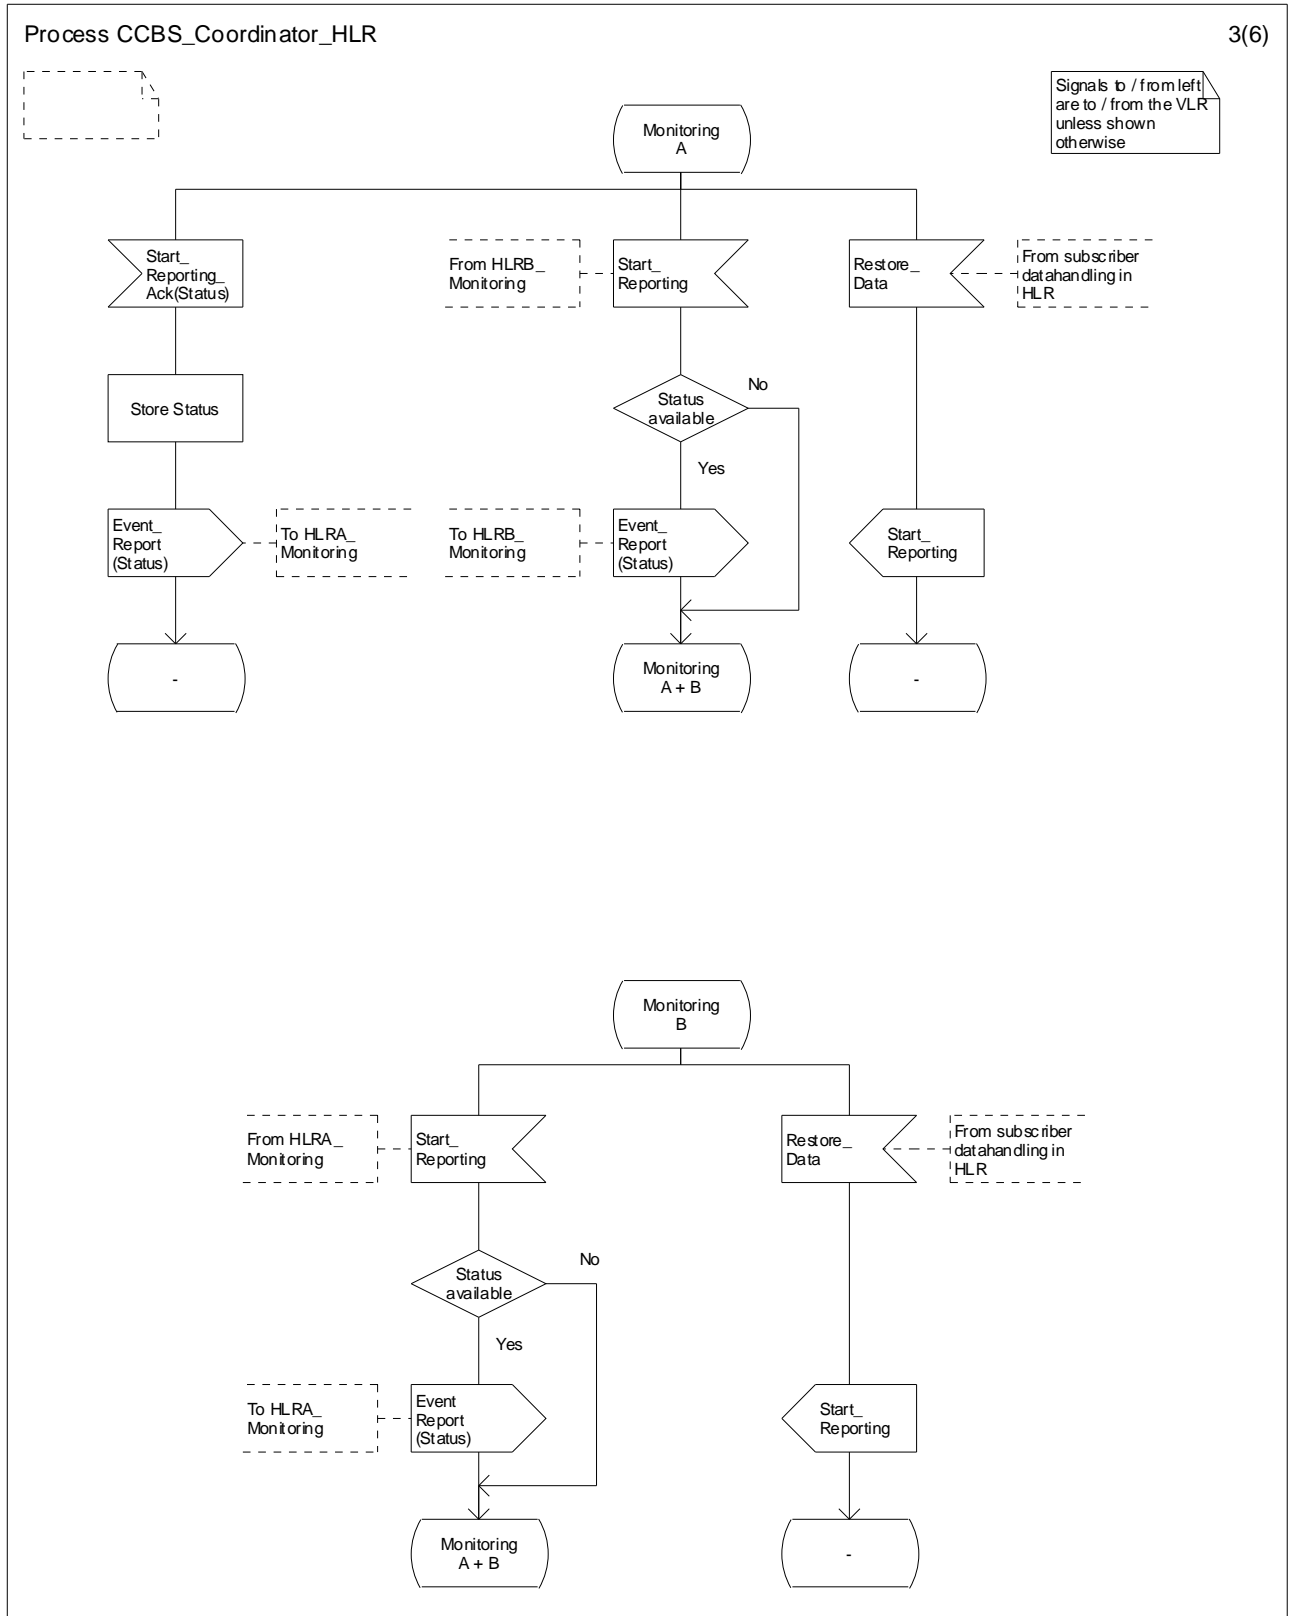 Process CCBS_Coordinator_HLR
3(6)
Signals to / from left
are to / from the VLR
unless shown
otherwise
Monitoring
A
Start_
Reporting_
Ack(Status)
From HLRB_
Monitoring
Start_
Reporting
Restore_
Data
From subscriber
datahandling in
HLR
Store Status
Status
available
No
Yes
Event_
Report
(Status)
To HLRA_
Monitoring
To HLRB_
Monitoring
Event_
Report
(Status)
Start_
Reporting
-
Monitoring
A + B
-
Monitoring
B
From HLRA_
Monitoring
Start_
Reporting
Restore_
Data
From subscriber
datahandling in
HLR
Status
available
No
Yes
To HLRA_
Monitoring
Event
Report
(Status)
Start_
Reporting
Monitoring
A + B
-